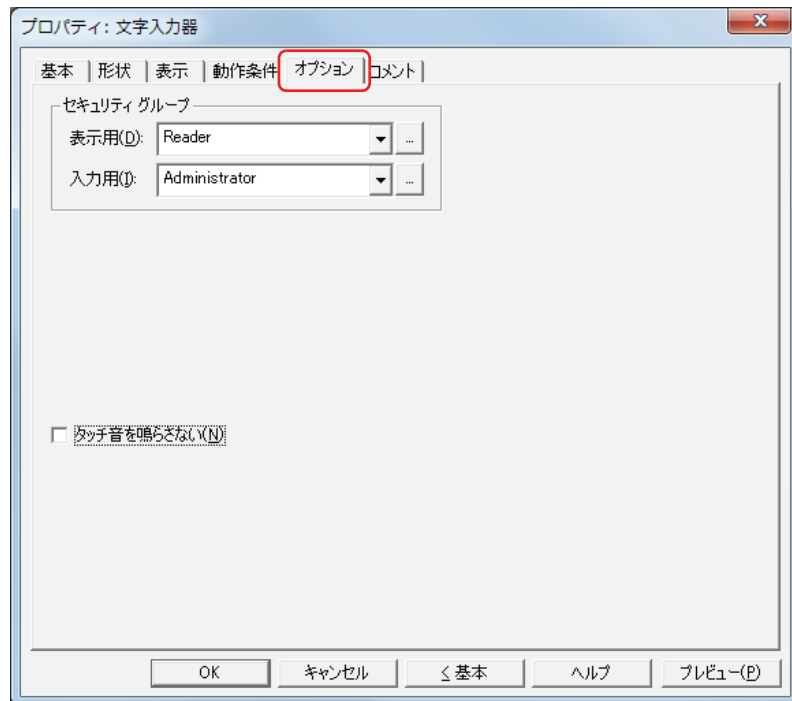 プロパティ: 文字入力器
基本 形状 表示 動作条件 オプション コメント
セキュリティ グループ
表示用(D): Reader ...
入力用(I): Administrator ...
タッチ音を鳴らさない(N)
OK キャンセル < 基本 ヘルプ プレビュー(P)